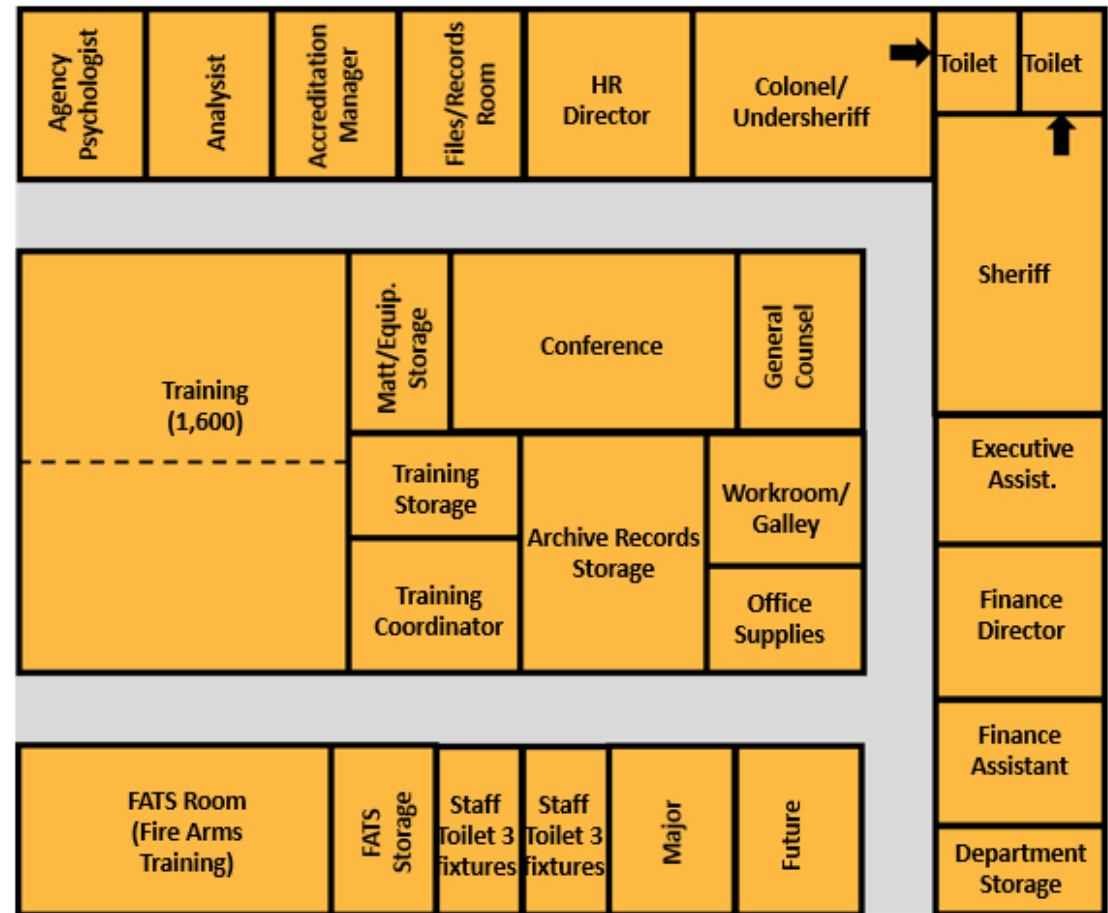 Agency
Psychologist
Analysist
Accreditation
Manager
Files/Records
Room
HR
Director
Colonel/
Undersheriff
Toilet
Toilet
Sheriff
Training
(1,600)
Matt/Equip.
Storage
Conference
General
Counsel
Training
Storage
Training
Coordinator
Archive Records
Storage
Workroom/
Galley
Office
Supplies
Executive
Assist.
Finance
Director
Finance
Assistant
Department
Storage
FATS Room
(Fire Arms
Training)
FATS
Storage
Staff
Toilet 3
fixtures
Staff
Toilet 3
fixtures
Major
Future